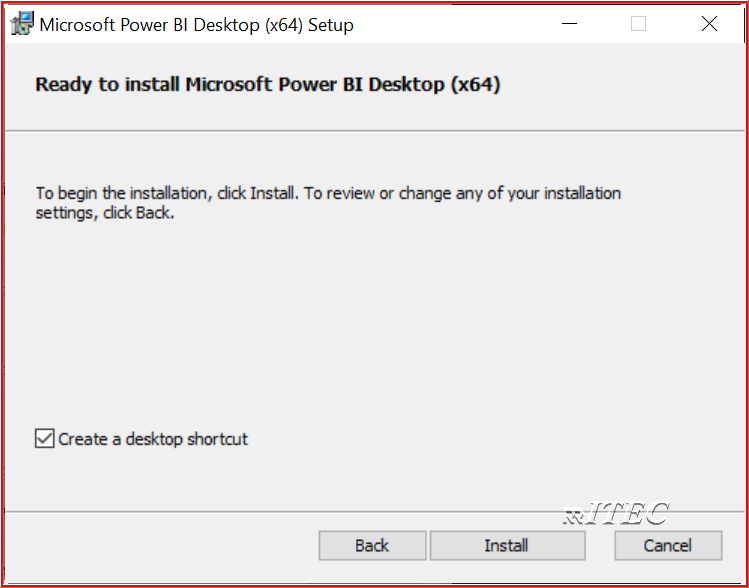 Microsoft Power BI Desktop (x64) Setup
Ready to install Microsoft Power BI Desktop (x64)
To begin the installation, click Install. To review or change any of your installation
settings, click Back.
Create a desktop shortcut
RRITEC
Back Install Cancel